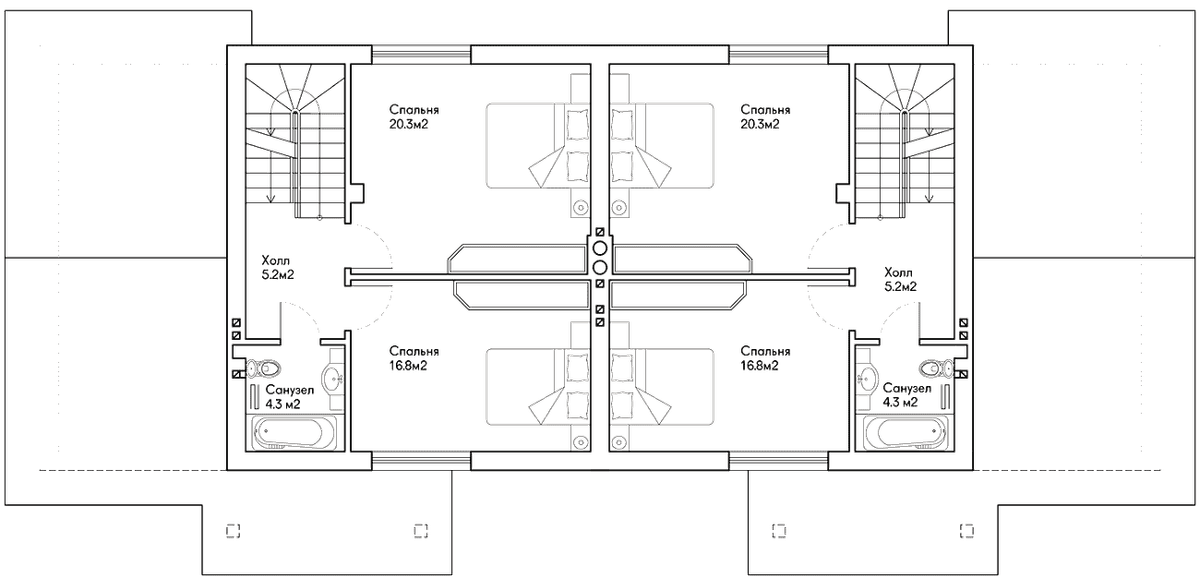 Спальня
20.3м2
Спальня
20.3м2
Холл
5.2м2
Холл
5.2м2
Спальня
16.8м2
Спальня
16.8м2
Санузел
4.3 м2
Санузел
4.3 м2